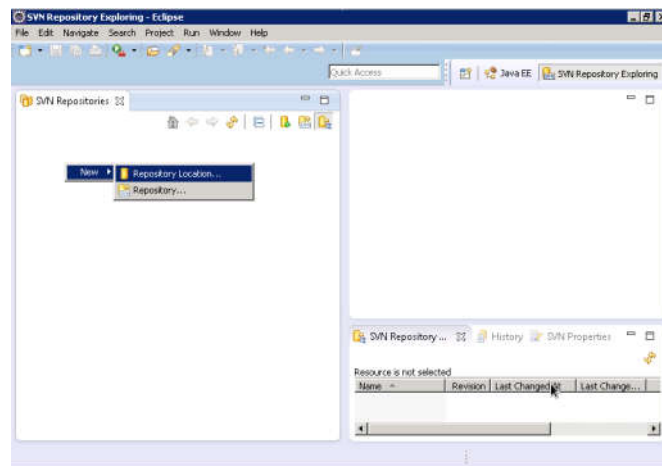 SVN Repository Exploring - Eclipse
File Edit Navigate Search Project Run Window Help
Quick Access
Java EE
SVN Repository Exploring
SVN Repositories
New
Repository Location...
Repository...
SVN Repository ...
History
SVN Properties
Resource is not selected
Name
Revision
Last Changed At
Last Change...